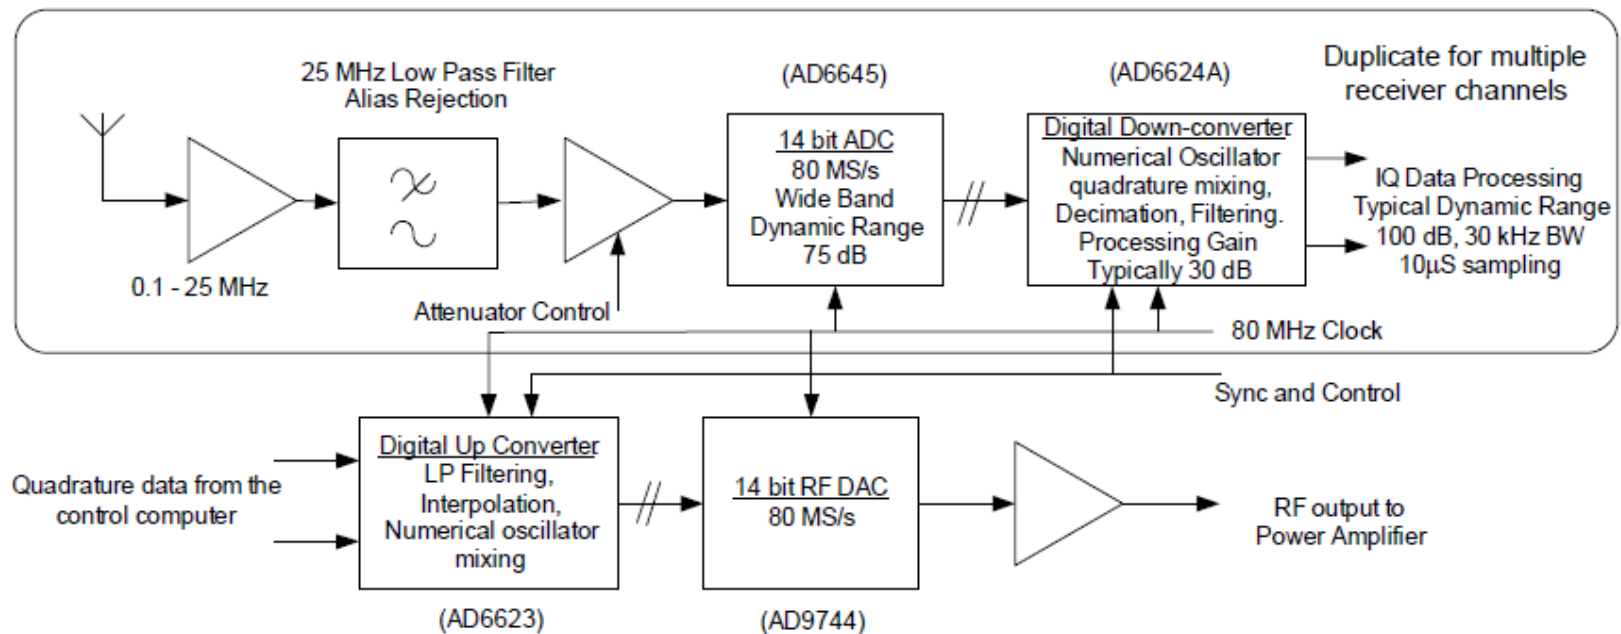 25 MHz Low Pass Filter
Alias Rejection
(AD6645)
(AD6624A)
Duplicate for multiple
receiver channels
0.1 - 25 MHz
Attenuator Control
14 bit ADC
80 MS/s
Wide Band
Dynamic Range
75 dB
Digital Down-converter
Numerical Oscillator
quadrature mixing,
Decimation, Filtering.
Processing Gain
Typically 30 dB
IQ Data Processing
Typical Dynamic Range
100 dB, 30 kHz BW
10µS sampling
80 MHz Clock
Sync and Control
Quadrature data from the
control computer
Digital Up Converter
LP Filtering,
Interpolation,
Numerical oscillator
mixing
(AD6623)
14 bit RF DAC
80 MS/s
(AD9744)
RF output to
Power Amplifier